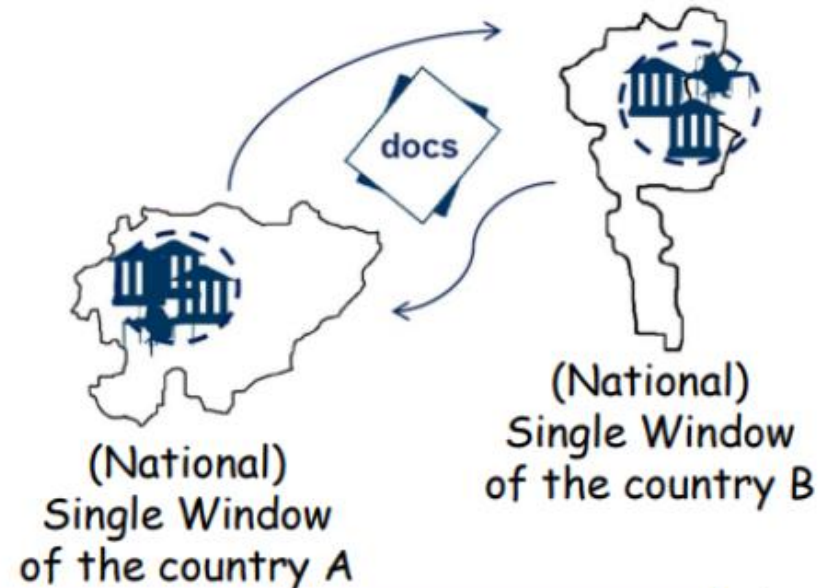 docs
(National)
Single Window
of the country B
(National)
Single Window
of the country A